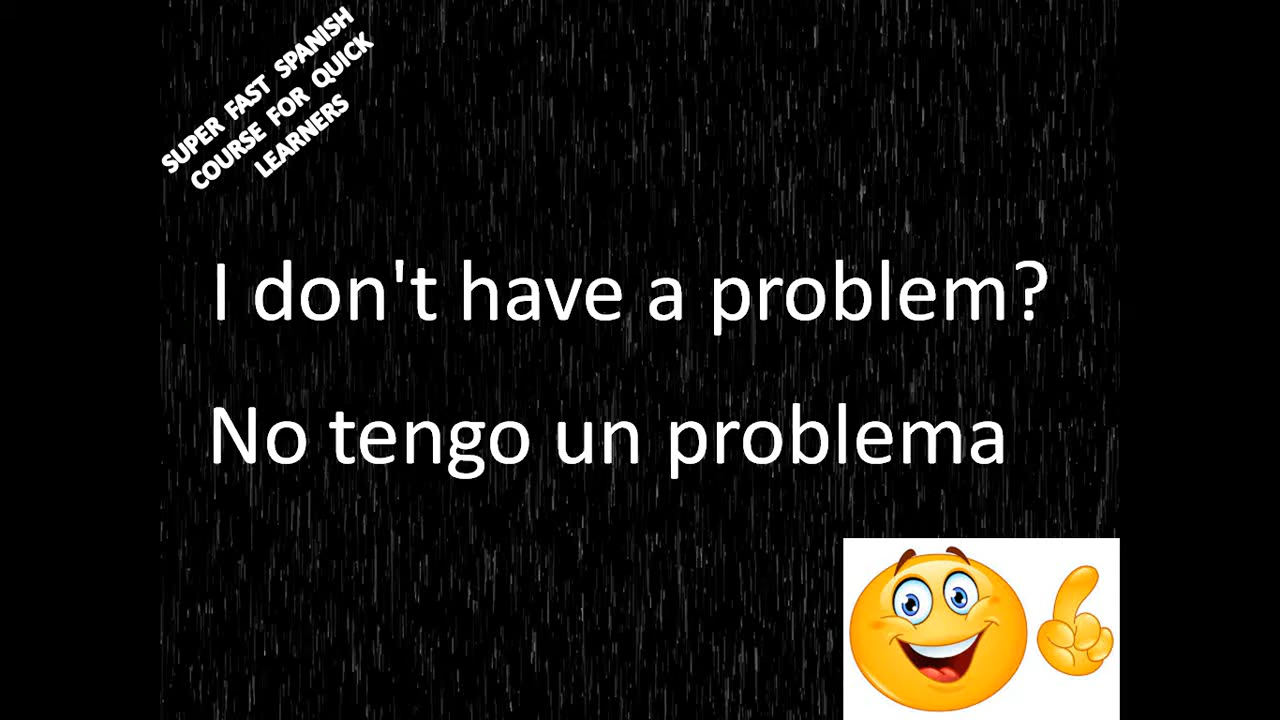 SUPER FAST SPANISH
COURSE FOR QUICK
LEARNERS
I don't have a problem?
No tengo un problema